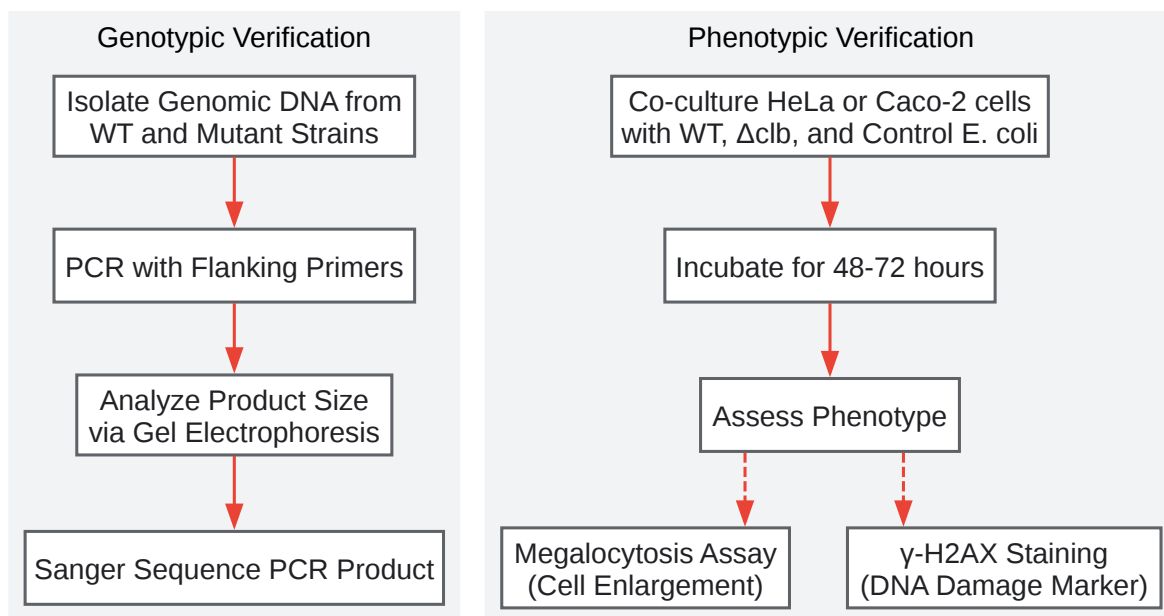 Genotypic Verification
Isolate Genomic DNA from
WT and Mutant Strains
PCR with Flanking Primers
Analyze Product Size
via Gel Electrophoresis
Sanger Sequence PCR Product
Phenotypic Verification
Co-culture HeLa or Caco-2 cells
with WT, Δclb, and Control E. coli
Incubate for 48-72 hours
Assess Phenotype
Megalocytosis Assay
(Cell Enlargement)
γ-H2AX Staining
(DNA Damage Marker)